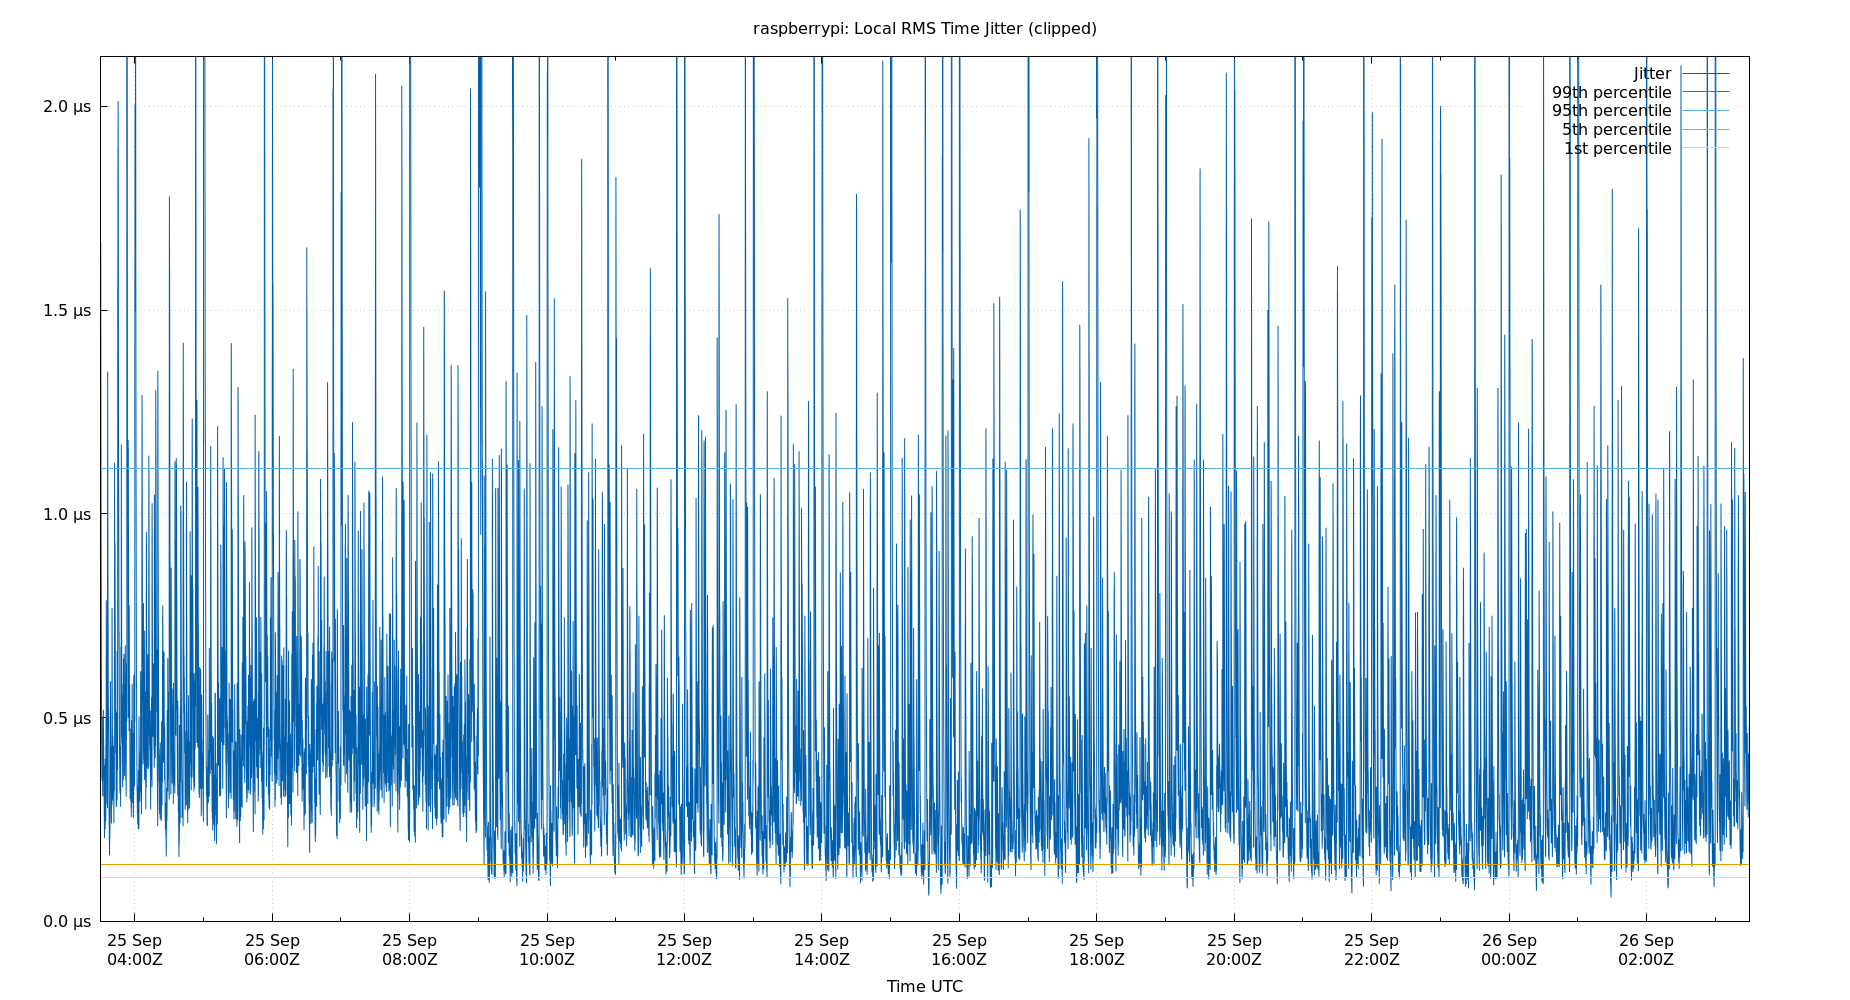 raspberrypi: Local RMS Time Jitter (clipped)
Jitter
99th percentile
95th percentile
5th percentile
1st percentile
2.0 µs
1.5 µs
1.0 µs
0.5 µs
0.0 µs
25 Sep 25 Sep 25 Sep 25 Sep 25 Sep 25 Sep 25 Sep 25 Sep 25 Sep 25 Sep 26 Sep 26 Sep
04:00Z 06:00Z 08:00Z 10:00Z 12:00Z 14:00Z 16:00Z 18:00Z 20:00Z 22:00Z 00:00Z 02:00Z
Time UTC